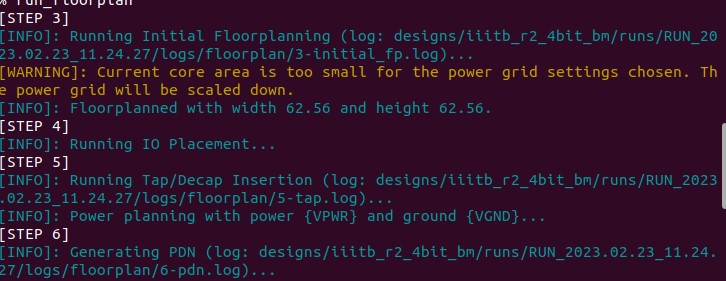 % run_floorplan
[STEP 3]
[INFO]: Running Initial Floorplanning (log: designs/iiitb_r2_4bit_bm/runs/RUN_20
23.02.23_11.24.27/logs/floorplan/3-initial_fp.log)...
[WARNING]: Current core area is too small for the power grid settings chosen. Th
e power grid will be scaled down.
[INFO]: Floorplanned with width 62.56 and height 62.56.
[STEP 4]
[INFO]: Running IO Placement...
[STEP 5]
[INFO]: Running Tap/Decap Insertion (log: designs/iiitb_r2_4bit_bm/runs/RUN_2023
.02.23_11.24.27/logs/floorplan/5-tap.log)...
[INFO]: Power planning with power {VPWR} and ground {VGND}...
[STEP 6]
[INFO]: Generating PDN (log: designs/iiitb_r2_4bit_bm/runs/RUN_2023.02.23_11.24.
27/logs/floorplan/6-pdn.log)...